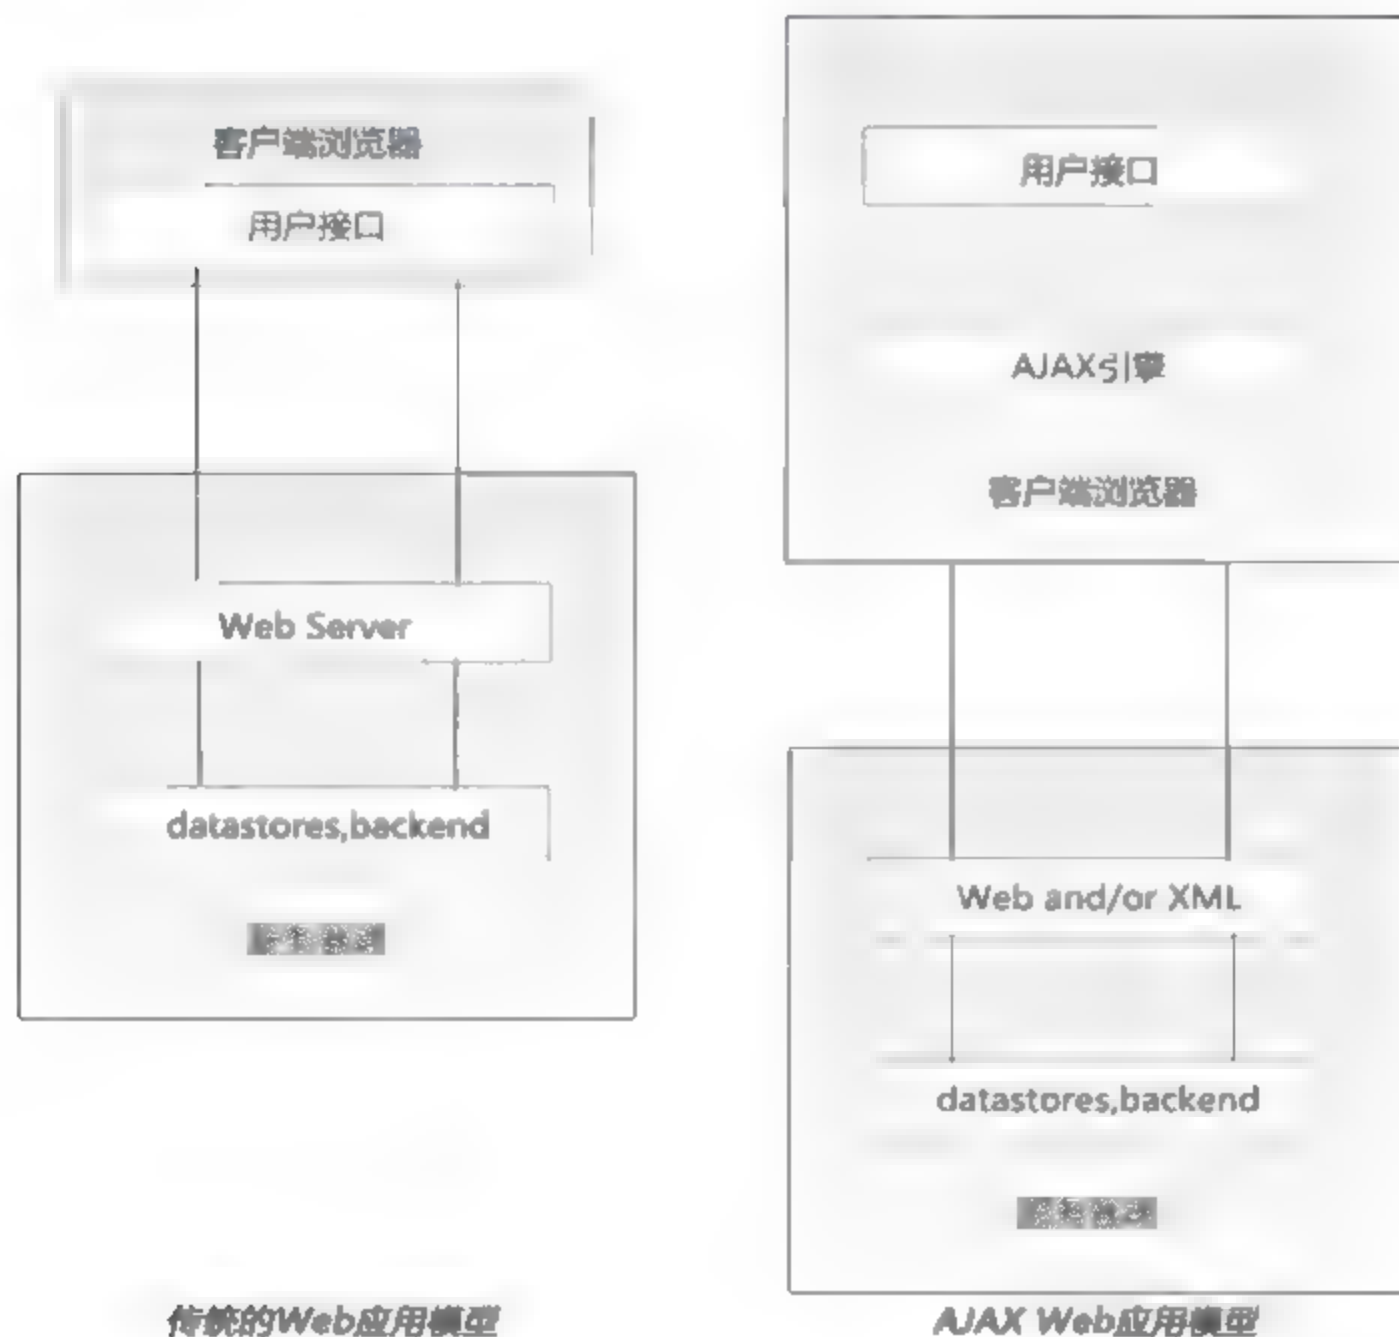 客户端浏览器
用户接口
Web Server
datastores,backend
传统的Web应用模型
用户接口
AJAX引擎
客户端浏览器
Web and/or XML
datastores,backend
AJAX Web应用模型